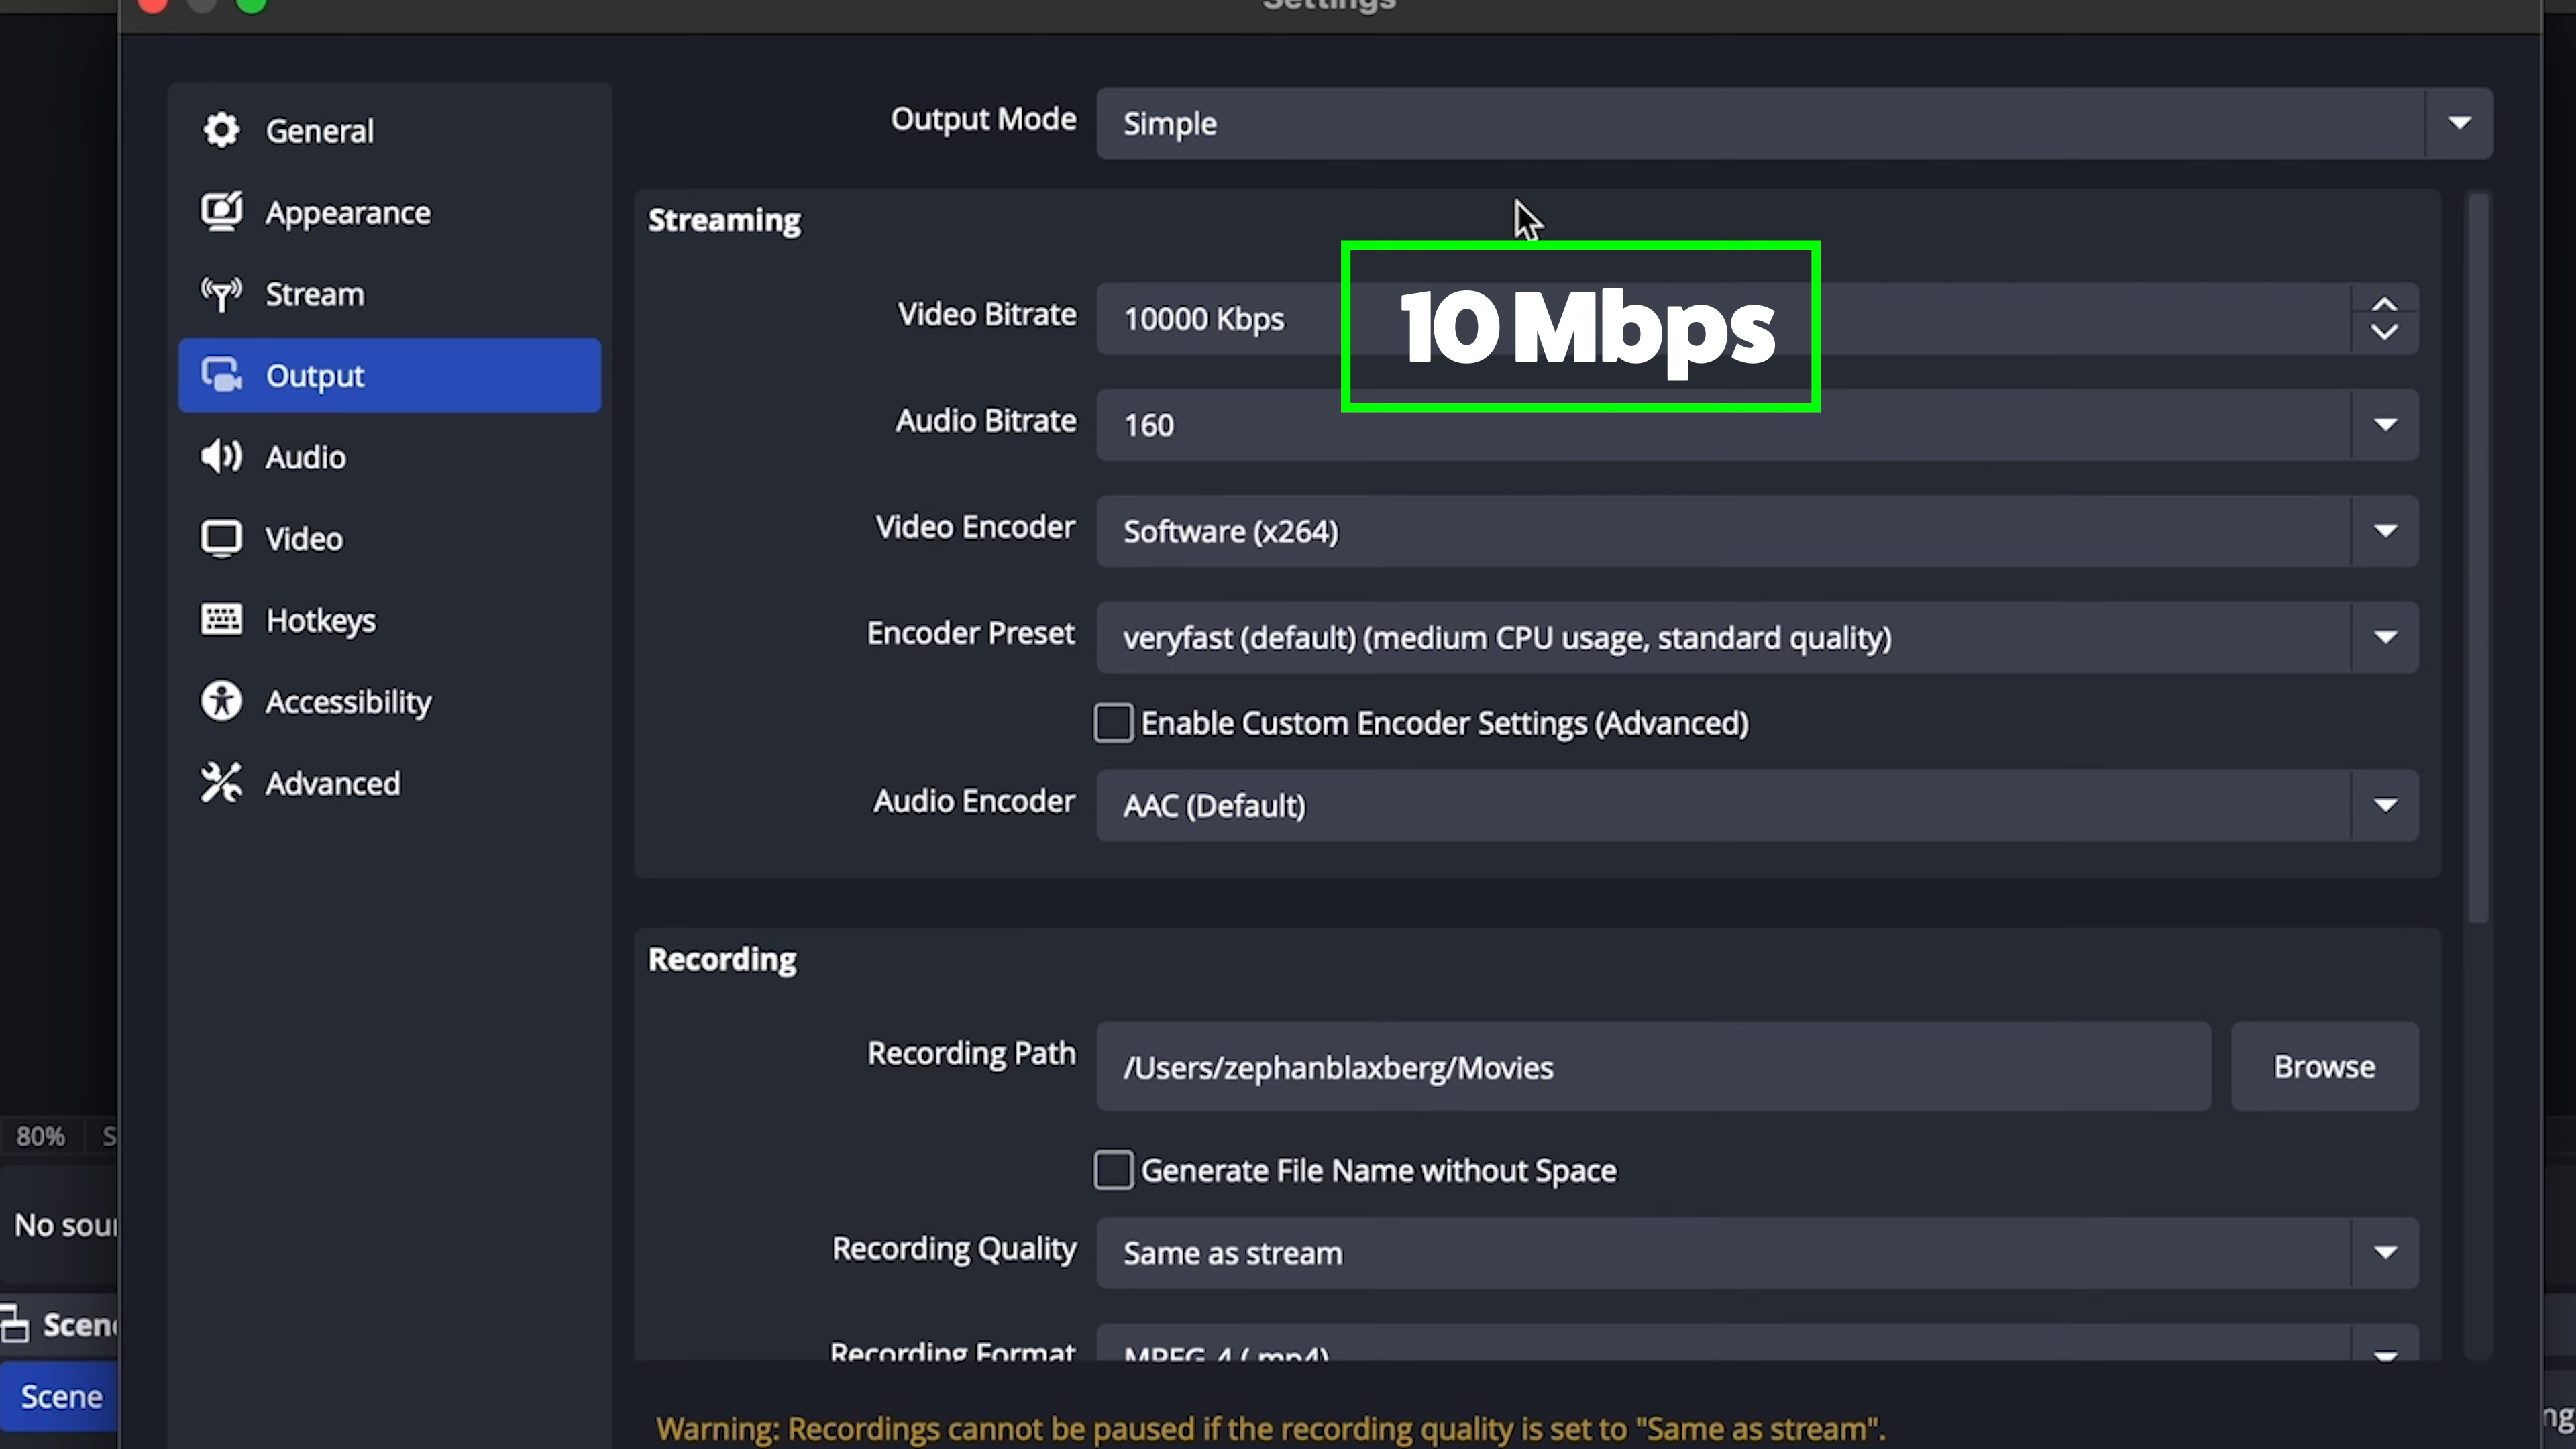 Settings
General
Appearance
Stream
Output
Audio
Video
Hotkeys
Accessibility
Advanced
Output Mode Simple
Streaming
Video Bitrate 10000 Kbps 10 Mbps
Audio Bitrate 160
Video Encoder Software (x264)
Encoder Preset veryfast (default) (medium CPU usage, standard quality)
Enable Custom Encoder Settings (Advanced)
Audio Encoder AAC (Default)
Recording
Recording Path /Users/zephanblaxberg/Movies Browse
Generate File Name without Space
Recording Quality Same as stream
Recording Format MPEG-4 (.mp4)
Warning: Recordings cannot be paused if the recording quality is set to "Same as stream".
80%
No
Scene